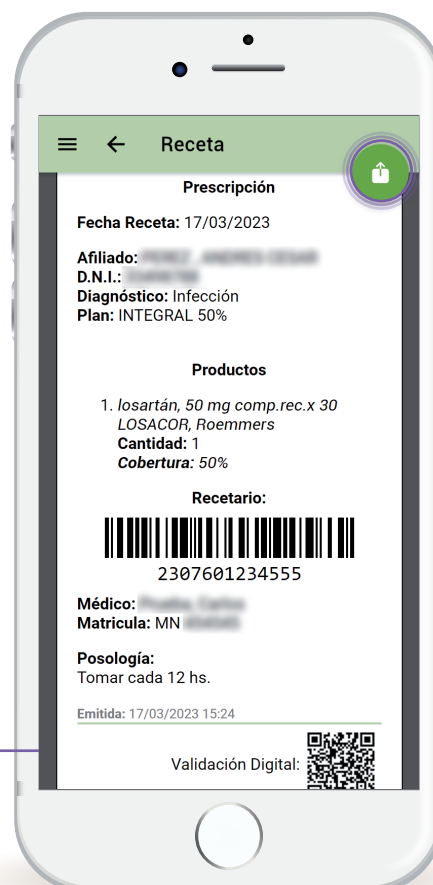 Receta
Prescripción
Fecha Receta: 17/03/2023
Afiliado:
D.N.I.:
Diagnóstico: Infección
Plan: INTEGRAL 50%
Productos
1. losartán, 50 mg comp.rec.x 30
LOSACOR, Roemmers
Cantidad: 1
Cobertura: 50%
Recetario:
2307601234555
Médico:
Matricula: MN
Posología:
Tomar cada 12 hs.
Emitida: 17/03/2023 15:24
Validación Digital: